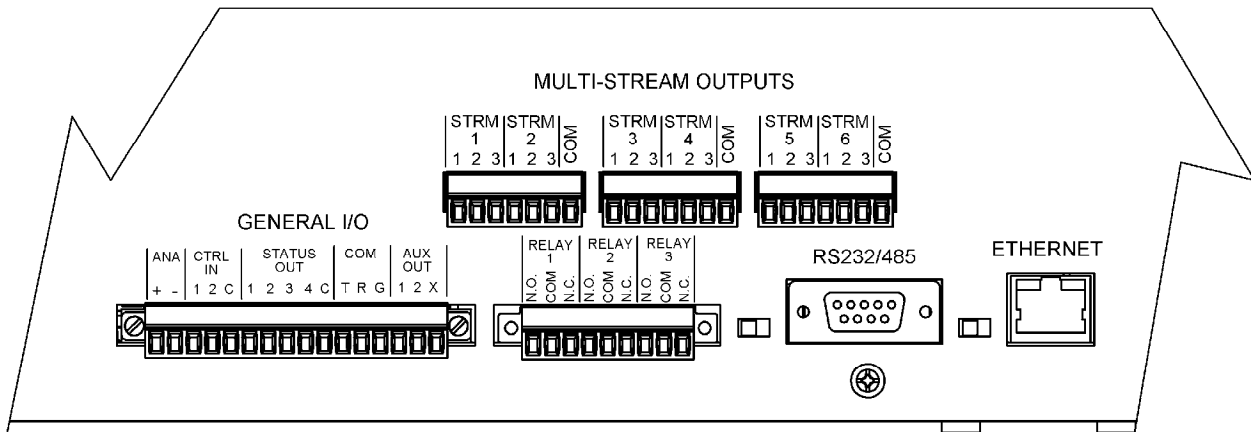 MULTI-STREAM OUTPUTS
STRM STRM STRM STRM STRM STRM
1 2 COM 3 4 COM 5 6 COM
1 2 3 1 2 3 1 2 3 1 2 3 1 2 3 1 2 3
GENERAL I/O
ANA CTRL IN STATUS OUT COM AUX OUT
+ - 1 2 C 1 2 3 4 C T R G 1 2 X
RELAY 1 RELAY 2 RELAY 3
N.O. COM N.C. N.O. COM N.C. N.O. COM N.C.
RS232/485
ETHERNET